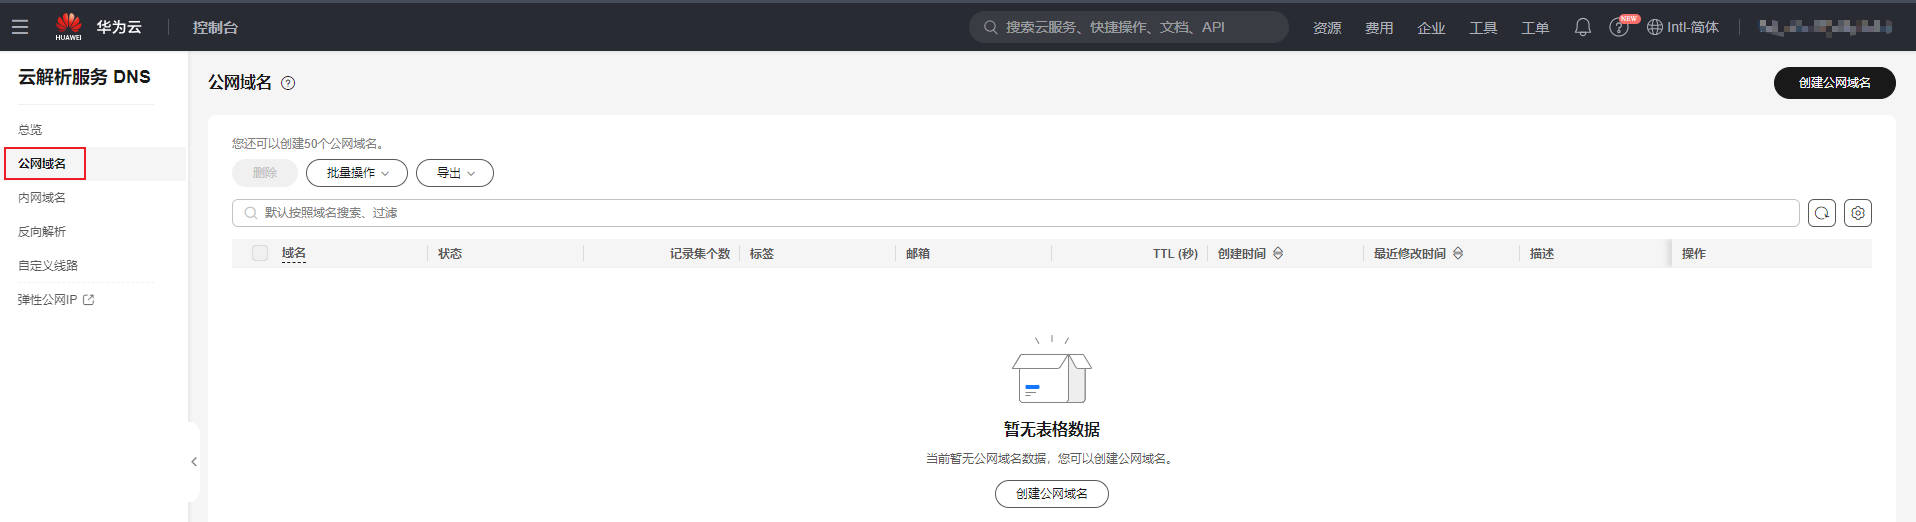 HUAWEI 华为云 控制台 搜索云服务、快捷操作、文档、API 资源 费用 企业 工具 工单 NEW Intl-简体
云解析服务 DNS
总览
公网域名
内网域名
反向解析
自定义线路
弹性公网IP
公网域名 创建公网域名
您还可以创建50个公网域名。
删除 批量操作 导出
默认按照域名搜索、过滤
域名 状态 记录集个数 标签 邮箱 TTL (秒) 创建时间 最近修改时间 描述 操作
暂无表格数据
当前暂无公网域名数据，您可以创建公网域名。
创建公网域名